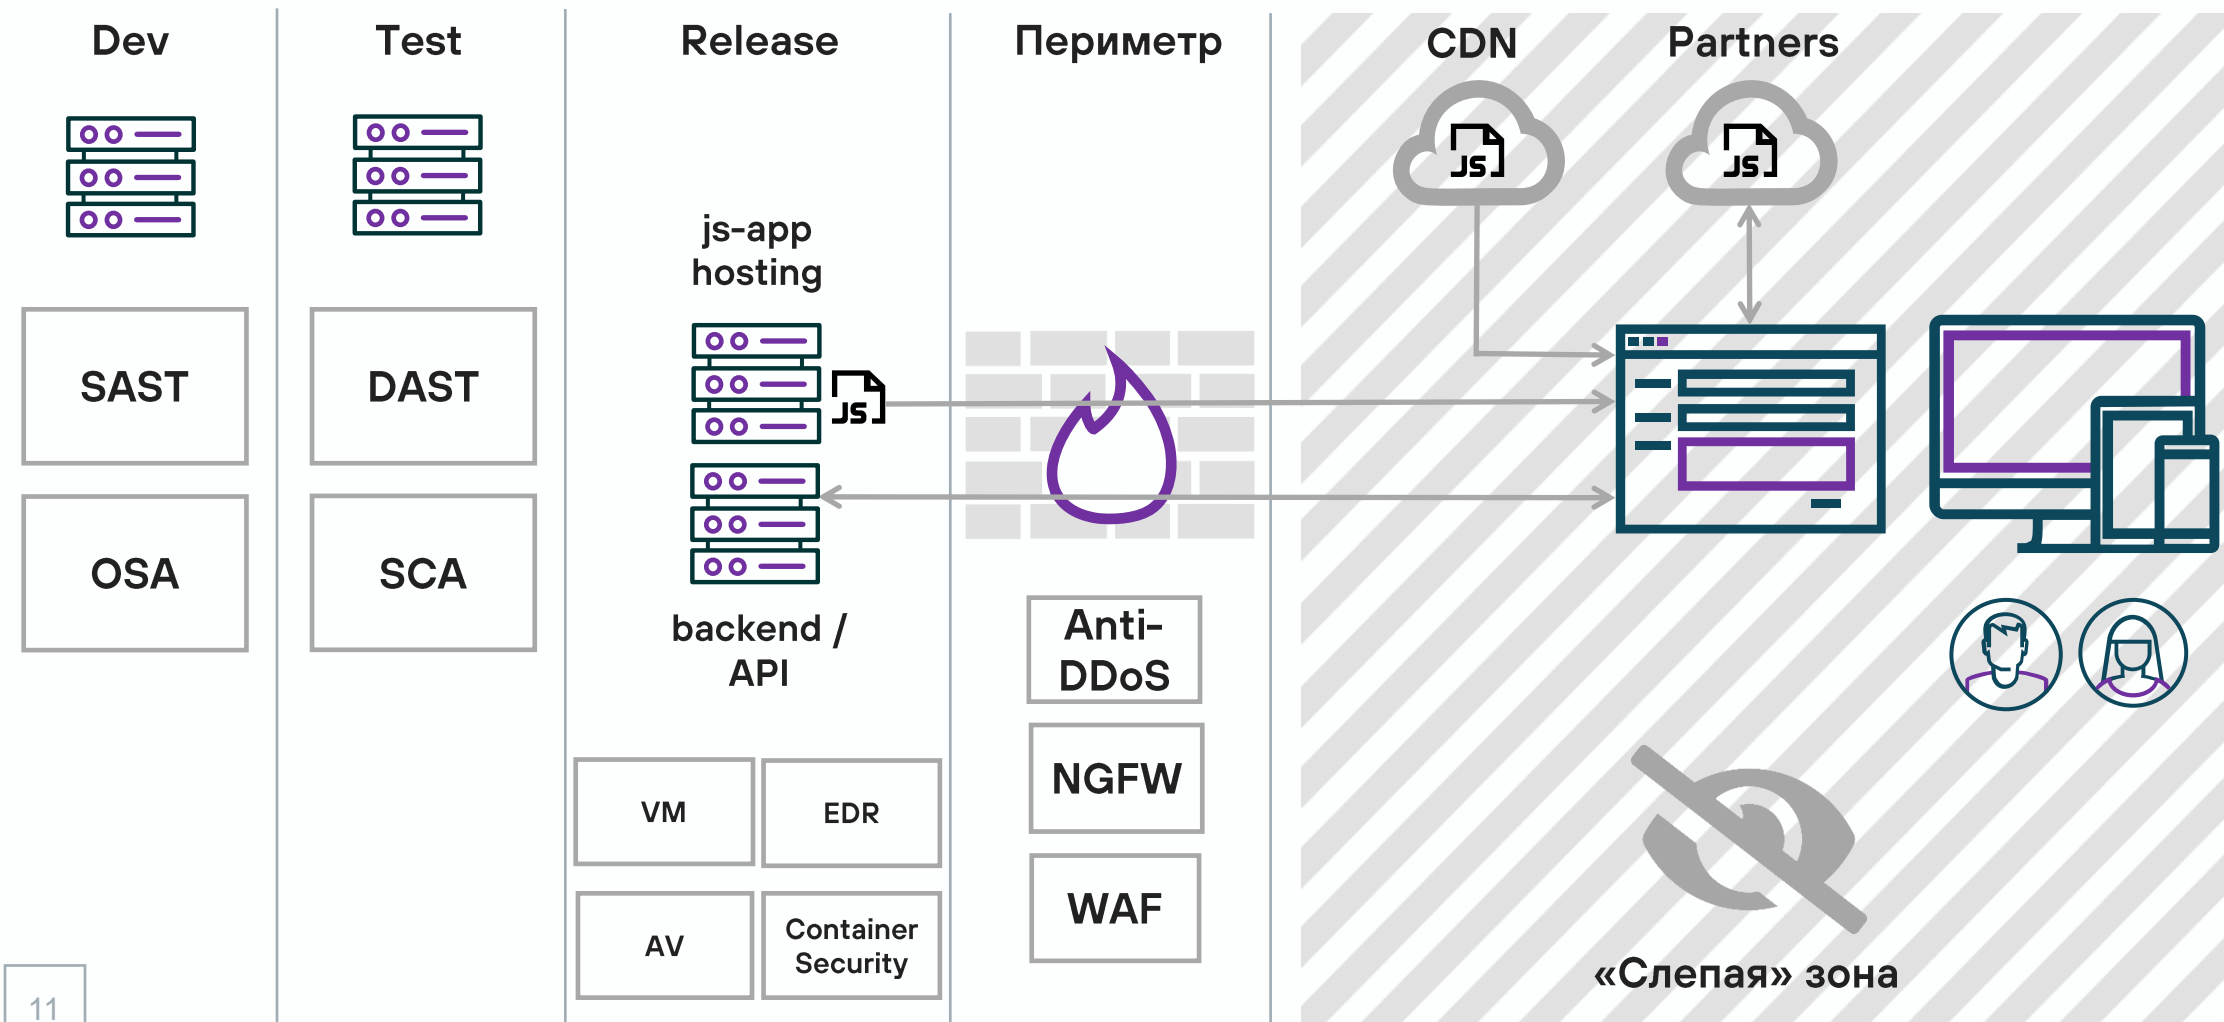 Dev
Test
Release
Периметр
CDN
Partners
JS
JS
js-app
hosting
JS
SAST
DAST
OSA
SCA
backend /
API
Anti-
DDoS
NGFW
WAF
VM
EDR
AV
Container
Security
«Слепая» зона
11